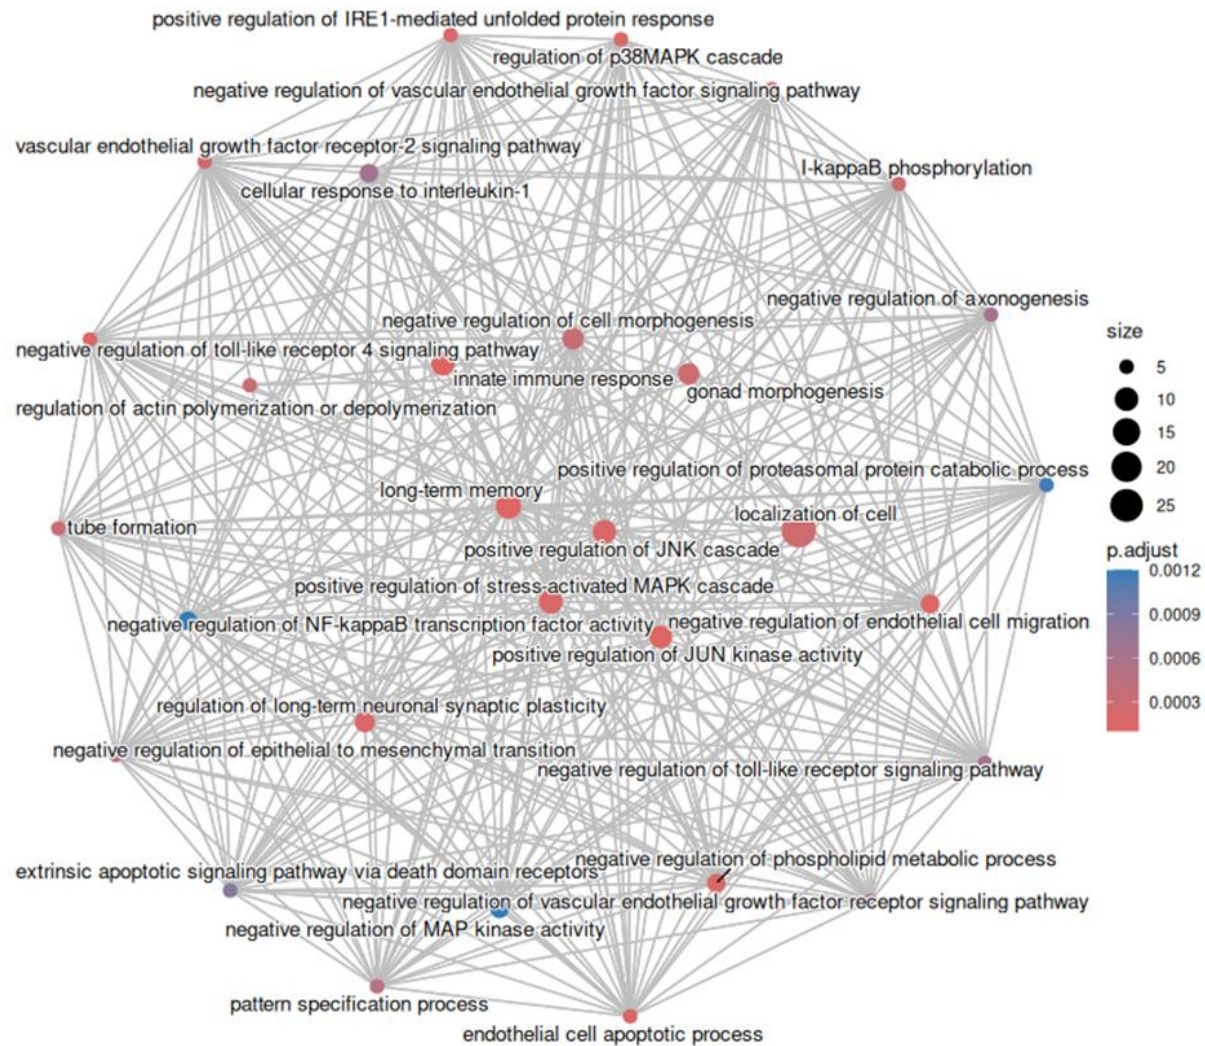 positive regulation of IRE1-mediated unfolded protein response
regulation of p38MAPK cascade
negative regulation of vascular endothelial growth factor signaling pathway
vascular endothelial growth factor receptor-2 signaling pathway
I-kappaB phosphorylation
cellular response to interleukin-1
negative regulation of axonogenesis
negative regulation of cell morphogenesis
size
negative regulation of toll-like receptor 4 signaling pathway
5
innate immune response
gonad morphogenesis
10
regulation of actin polymerization or depolymerization
15
positive regulation of proteasomal protein catabolic process
20
long-term memory
25
localization of cell
tube formation
positive regulation of JNK cascade
p.adjust
0.0012
positive regulation of stress-activated MAPK cascade
0.0009
negative regulation of NF-kappaB transcription factor activity
negative regulation of endothelial cell migration
positive regulation of JUN kinase activity
0.0006
0.0003
regulation of long-term neuronal synaptic plasticity
negative regulation of epithelial to mesenchymal transition
negative regulation of toll-like receptor signaling pathway
negative regulation of phospholipid metabolic process
extrinsic apoptotic signaling pathway via death domain receptors
negative regulation of vascular endothelial growth factor receptor signaling pathway
negative regulation of MAP kinase activity
pattern specification process
endothelial cell apoptotic process